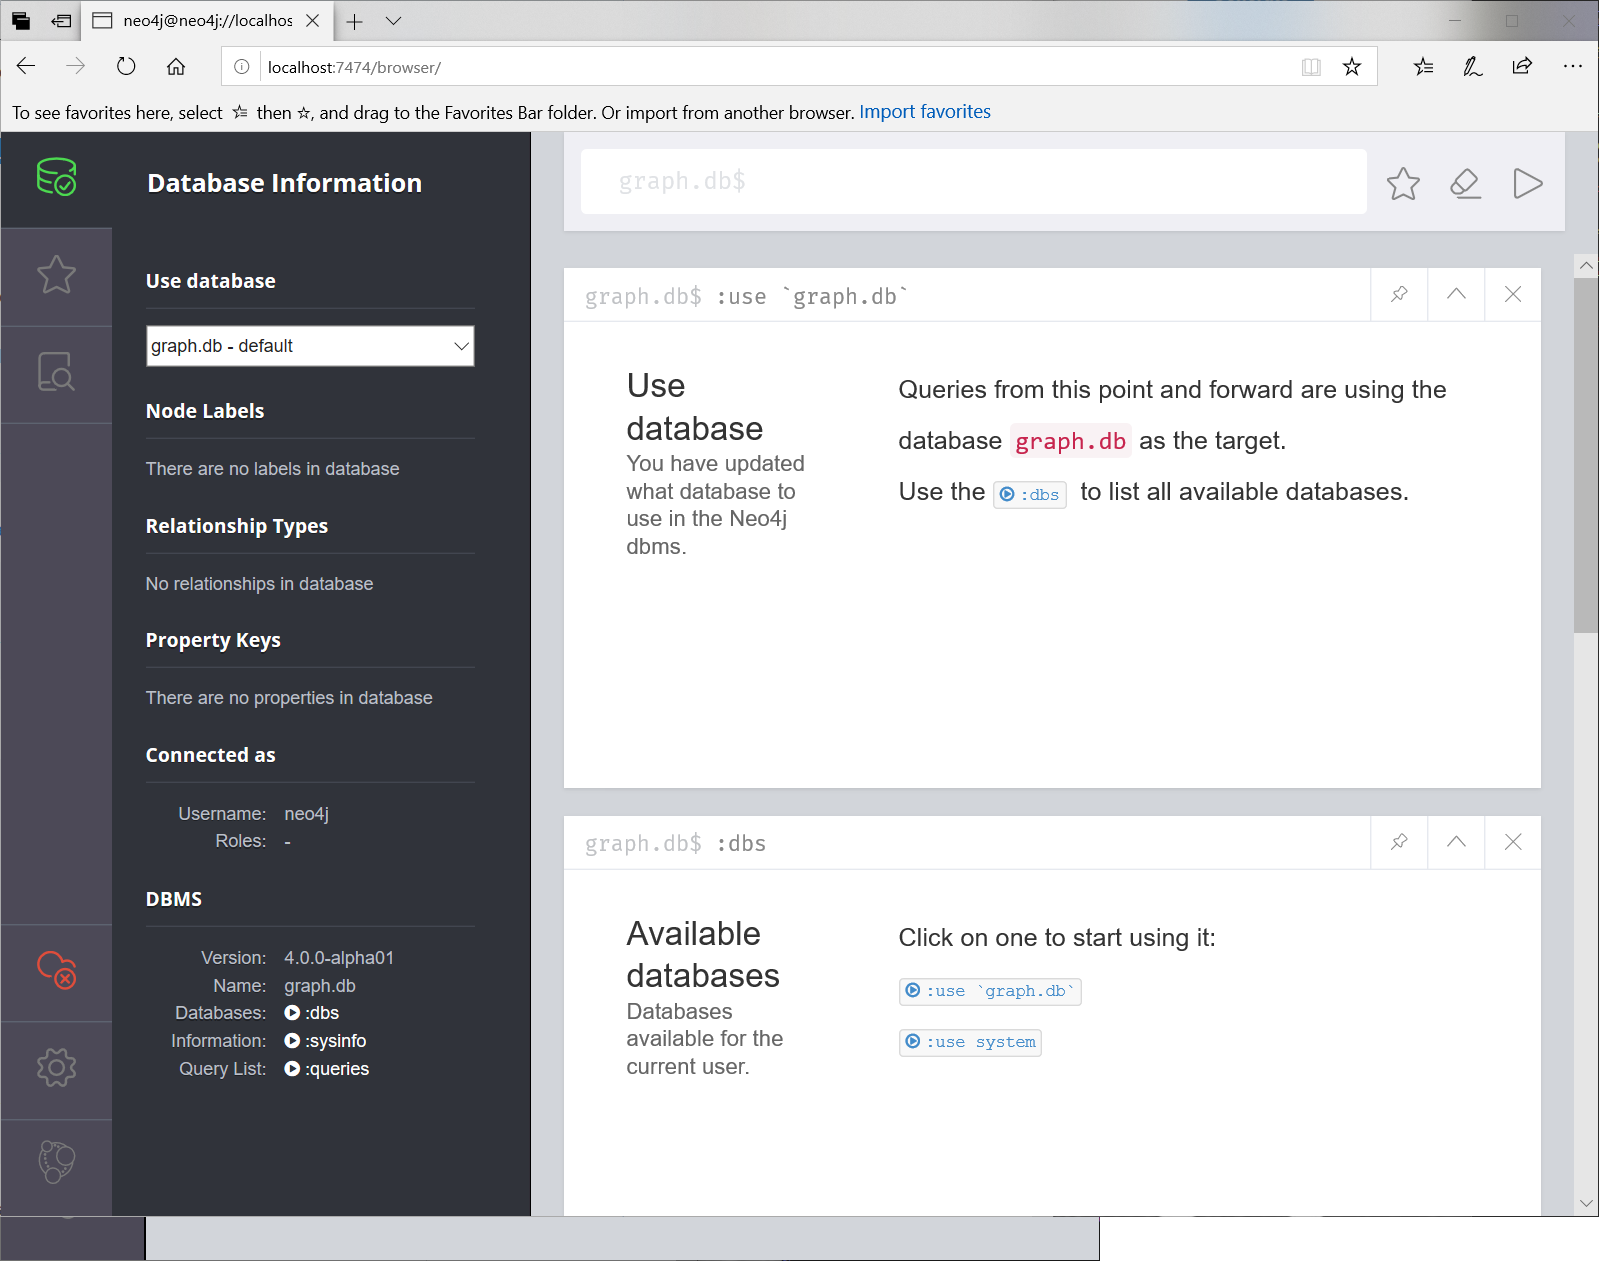 neo4j@neo4j://localhos
localhost:7474/browser/
To see favorites here, select then , and drag to the Favorites Bar folder. Or import from another browser. Import favorites
Database Information
Use database
graph.db - default
Node Labels
There are no labels in database
Relationship Types
No relationships in database
Property Keys
There are no properties in database
Connected as
Username: neo4j
Roles: -
DBMS
Version: 4.0.0-alpha01
Name: graph.db
Databases: :dbs
Information: :sysinfo
Query List: :queries
graph.db$
graph.db$ :use `graph.db`
Use
database
You have updated
what database to
use in the Neo4j
dbms.
Queries from this point and forward are using the
database graph.db as the target.
Use the :dbs to list all available databases.
graph.db$ :dbs
Available
databases
Databases
available for the
current user.
Click on one to start using it:
:use `graph.db`
:use system